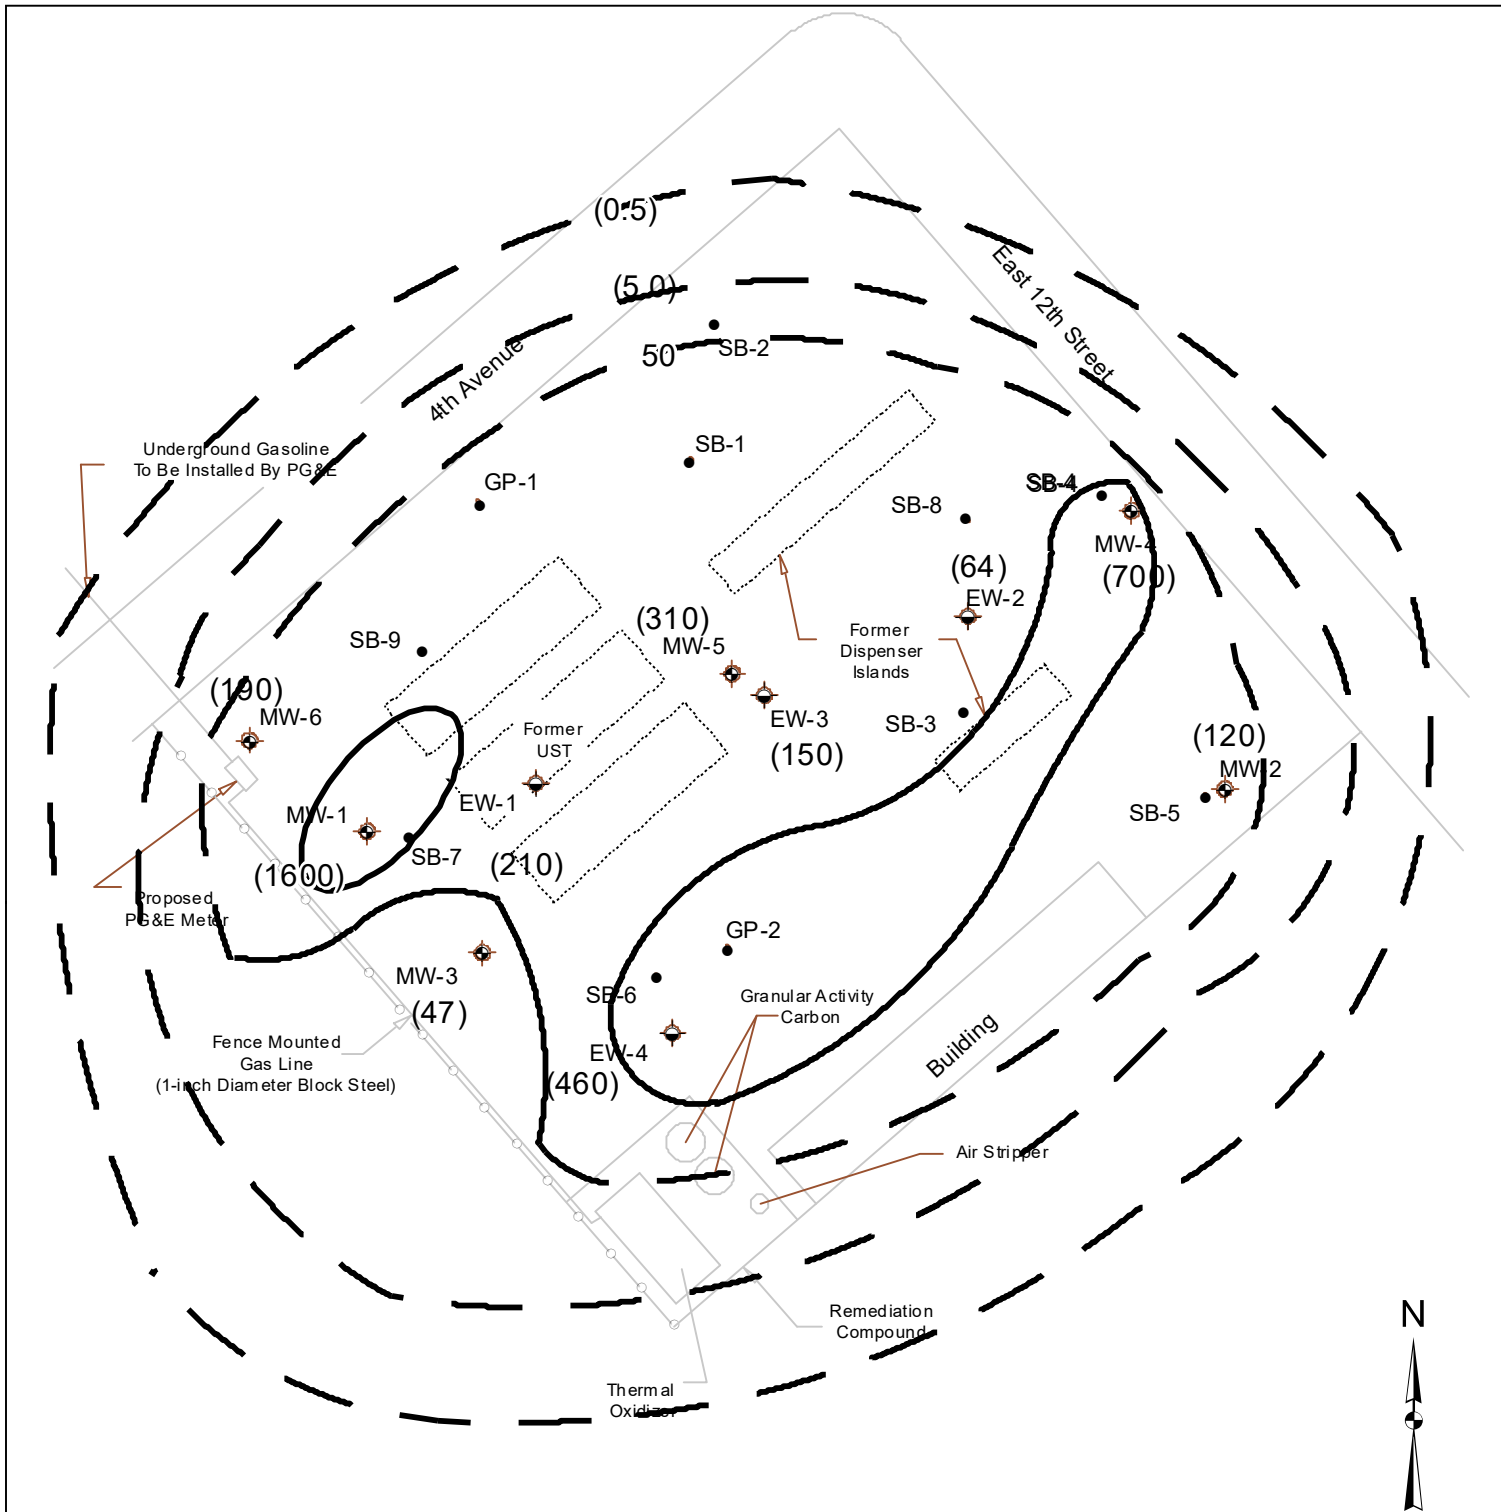 (0.5)
(5.0)
50
SB-2
4th Avenue
East 12th Street
SB-1
Underground Gasoline
To Be Installed By PG&E
GP-1
SB-8
SB-4
SB-4
MW-4
(700)
(64)
EW-2
(310)
MW-5
Former
Dispenser
Islands
SB-9
(190)
MW-6
EW-3
(150)
SB-3
Former
UST
EW-1
(120)
MW-2
SB-5
MW-1
SB-7
(1600)
(210)
Proposed
PG&E Meter
GP-2
MW-3
(47)
SB-6
Granular Activity
Carbon
EW-4
(460)
Fence Mounted
Gas Line
(1-inch Diameter Block Steel)
Building
Air Stripper
Remediation
Compound
N
Thermal
Oxidizer